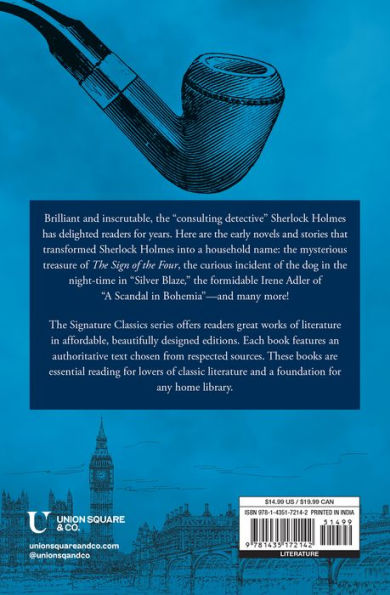 Brilliant and inscrutable, the “consulting detective” Sherlock Holmes
has delighted readers for years. Here are the early novels and stories that
transformed Sherlock Holmes into a household name: the mysterious
treasure of The Sign of the Four, the curious incident of the dog in the
night-time in “Silver Blaze,” the formidable Irene Adler of
“A Scandal in Bohemia”—and many more!
The Signature Classics series offers readers great works of literature
in affordable, beautifully designed editions. Each book features an
authoritative text chosen from respected sources. These books are
essential reading for lovers of classic literature and a foundation for
any home library.
U UNION SQUARE
& CO.
unionsquareandco.com
@unionsqandco
$14.99 US / $19.99 CAN
ISBN 978-1-4351-7214-2 PRINTED IN INDIA
51499
9 781435 172142
LITERATURE